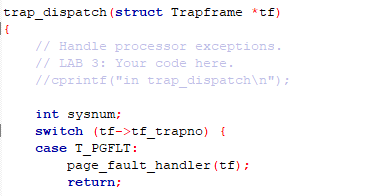 trap_dispatch(struct Trapframe *tf)
{
    // Handle processor exceptions.
    // LAB 3: Your code here.
    //cprintf("in trap_dispatch\n");

    int sysnum;
    switch (tf->tf_trapno) {
    case T_PGFLT:
        page_fault_handler(tf);
        return;